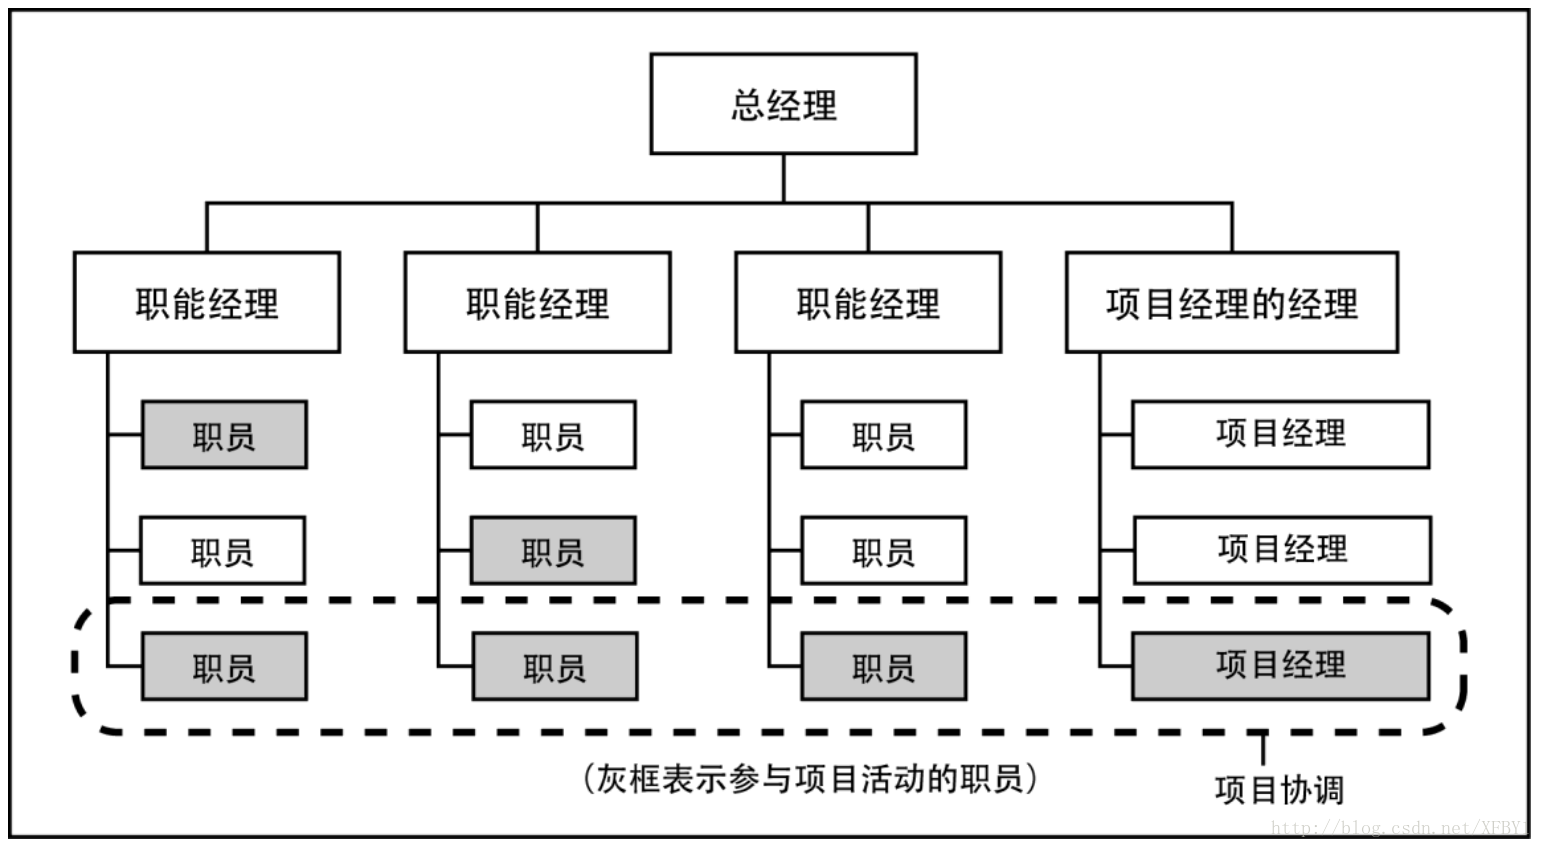 总经理
职能经理
职能经理
职能经理
项目经理的经理
职员
职员
职员
项目经理
职员
职员
职员
项目经理
职员
职员
职员
项目经理
(灰框表示参与项目活动的职员)
项目协调
http://blog.csdn.net/XFBY